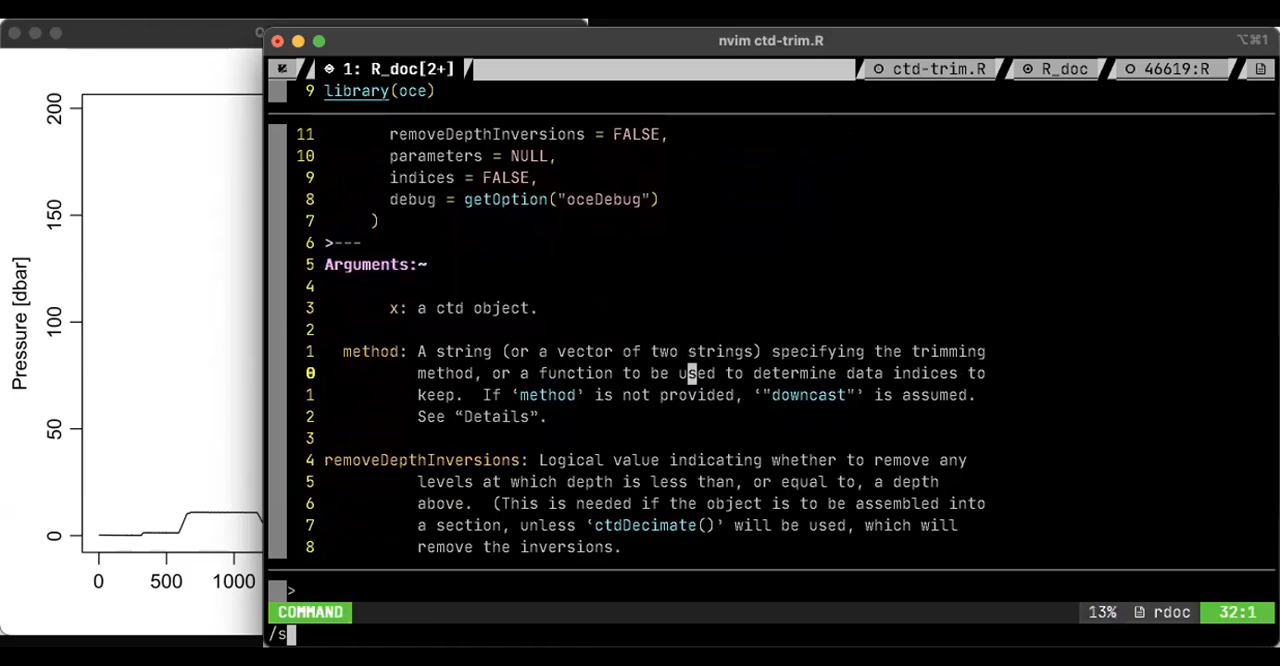 nvim ctd-trim.R
⌥⌘1
1: R_doc[2+]
ctd-trim.R
R_doc
46619:R
9 library(oce)
11 removeDepthInversions = FALSE,
10 parameters = NULL,
9 indices = FALSE,
8 debug = getOption("oceDebug")
7 )
6 >---
5 Arguments:~
4
3 x: a ctd object.
2
1 method: A string (or a vector of two strings) specifying the trimming
0 method, or a function to be used to determine data indices to
1 keep. If ‘method’ is not provided, ‘"downcast"’ is assumed.
2 See “Details”.
3
4 removeDepthInversions: Logical value indicating whether to remove any
5 levels at which depth is less than, or equal to, a depth
6 above. (This is needed if the object is to be assembled into
7 a section, unless ‘ctdDecimate()’ will be used, which will
8 remove the inversions.
>
COMMAND
13% rdoc 32:1
/s
Pressure [dbar]
200
150
100
50
0
0 500 1000